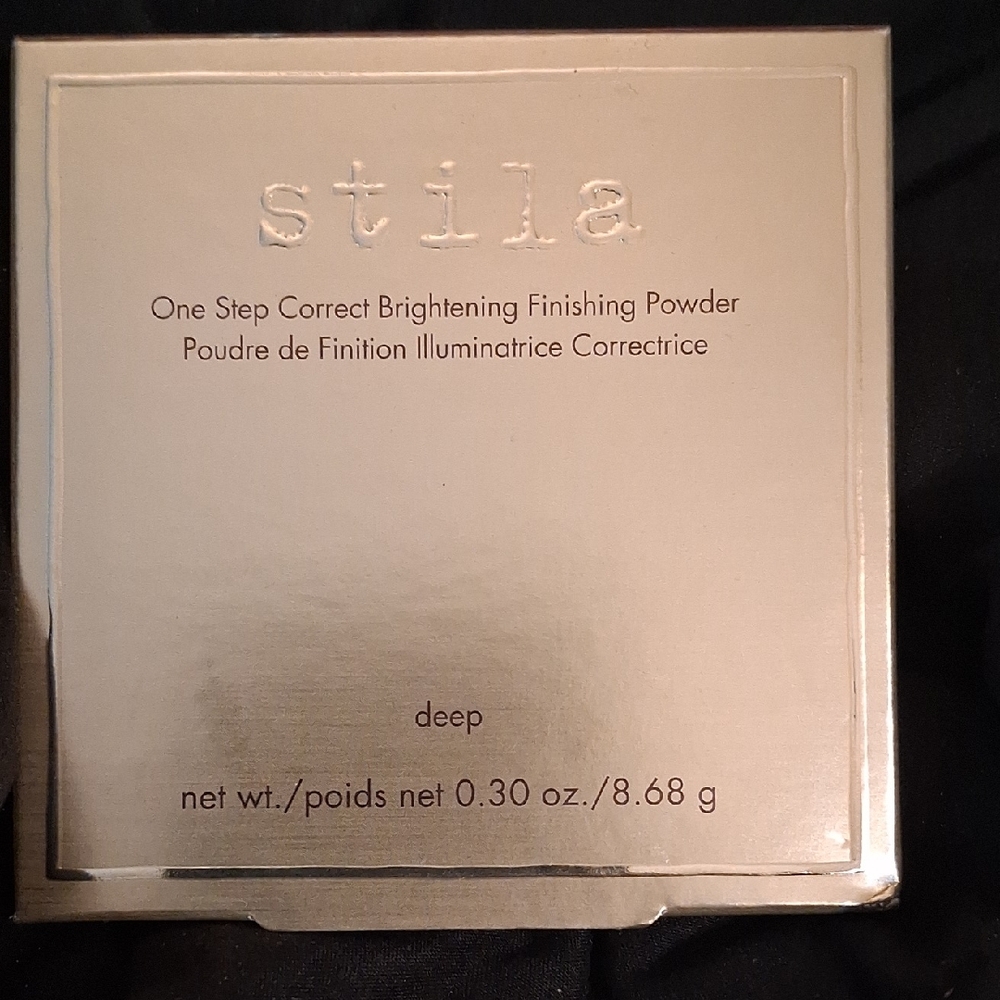 stila
One Step Correct Brightening Finishing Powder
Poudre de Finition Illuminatrice Correctrice
deep
net wt./poids net 0.30 oz./8.68 g